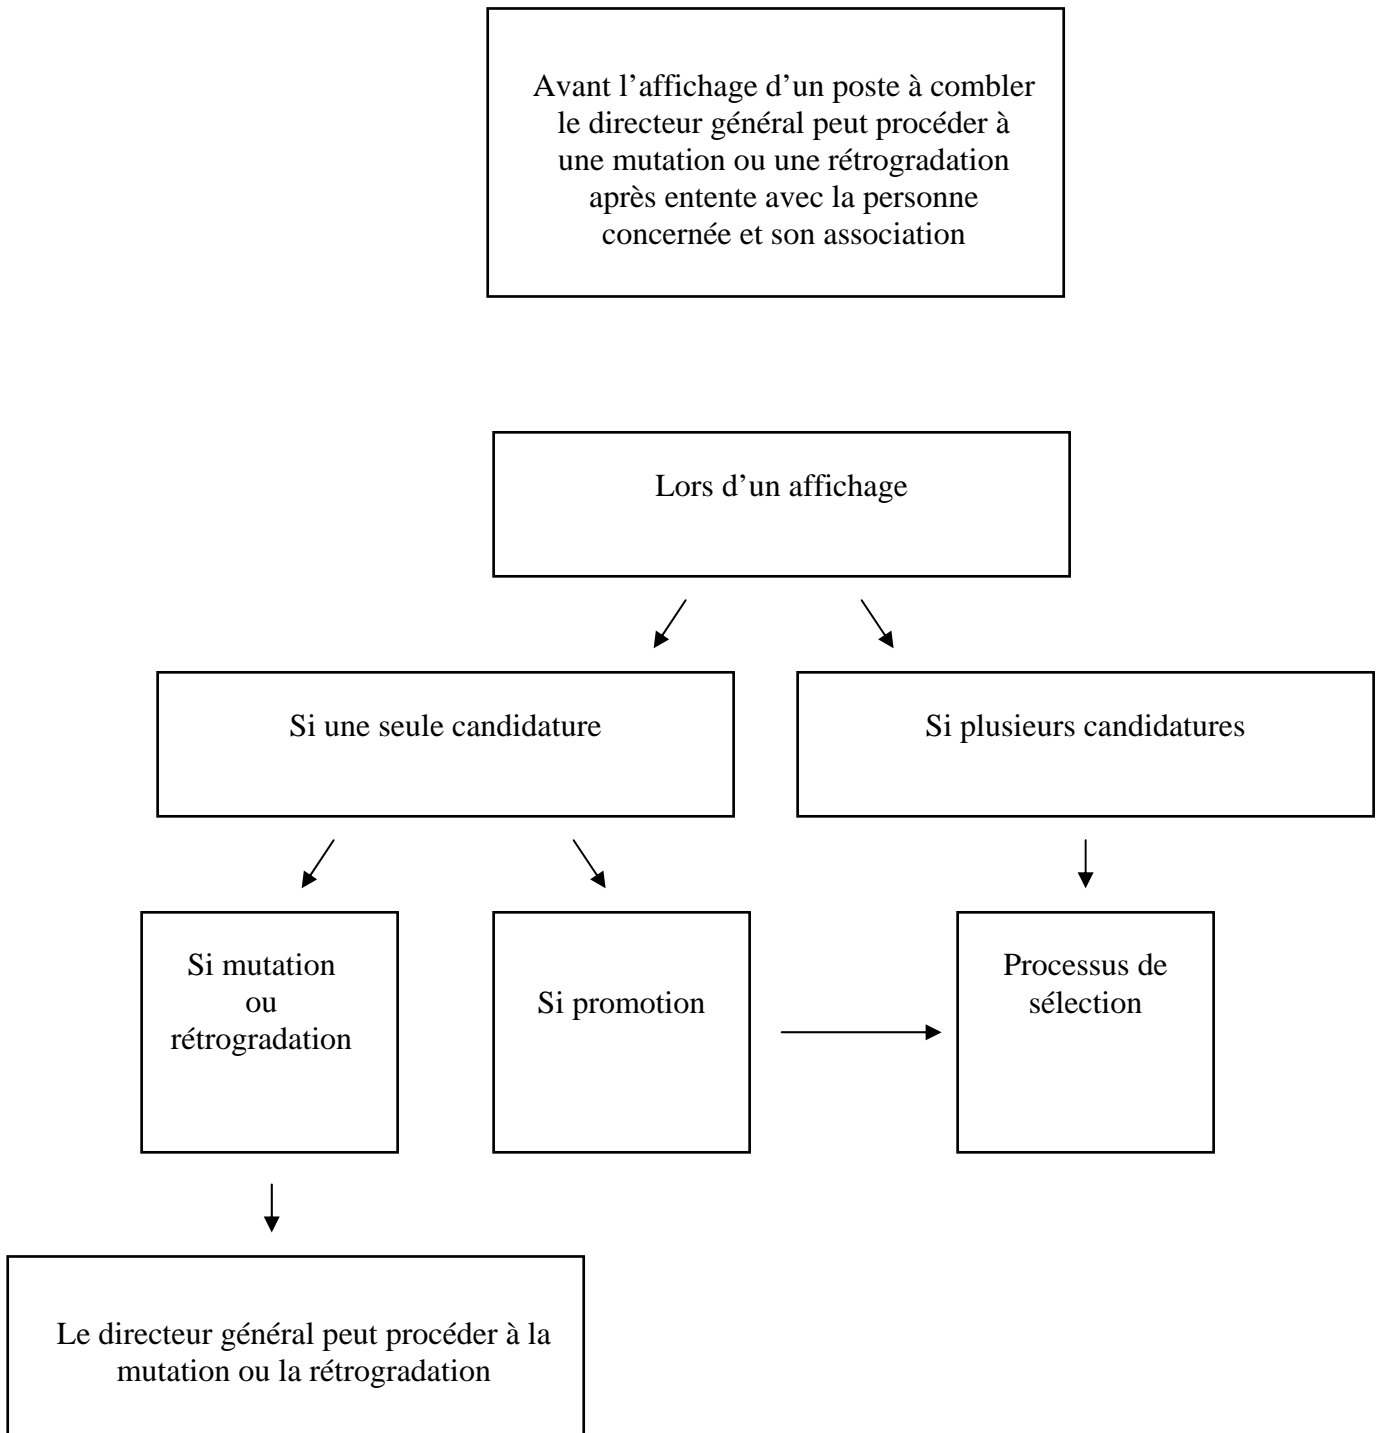 Avant l’affichage d’un poste à combler
le directeur général peut procéder à
une mutation ou une rétrogradation
après entente avec la personne
concernée et son association
Lors d’un affichage
Si une seule candidature
Si plusieurs candidatures
Si mutation
ou
rétrogradation
Si promotion
Processus de
sélection
Le directeur général peut procéder à la
mutation ou la rétrogradation